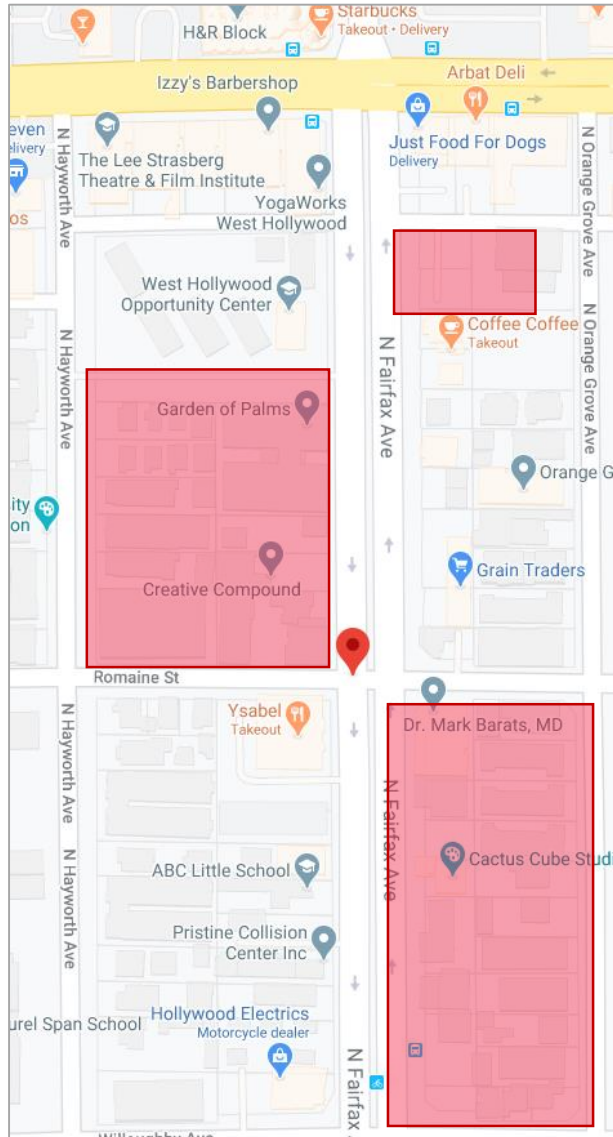 Starbucks
Takeout • Delivery
H&R Block
Arbat Deli
Izzy's Barbershop
N Hayworth Ave
even
elivery
The Lee Strasberg
Theatre & Film Institute
Just Food For Dogs
Delivery
N Orange Grove Ave
YogaWorks
West Hollywood
os
West Hollywood
Opportunity Center
Coffee Coffee
Takeout
N Hayworth Ave
N Fairfax Ave
N Orange Grove Ave
Garden of Palms
Orange G
ity
on
Creative Compound
Grain Traders
Romaine St
Ysabel
Takeout
Dr. Mark Barats, MD
N Hayworth Ave
N Fairfax Ave
N Hayworth Ave
ABC Little School
Cactus Cube Studi
Pristine Collision
Center Inc
Hollywood Electrics
Motorcycle dealer
urel Span School
N Fairfax
Willoughby Ave